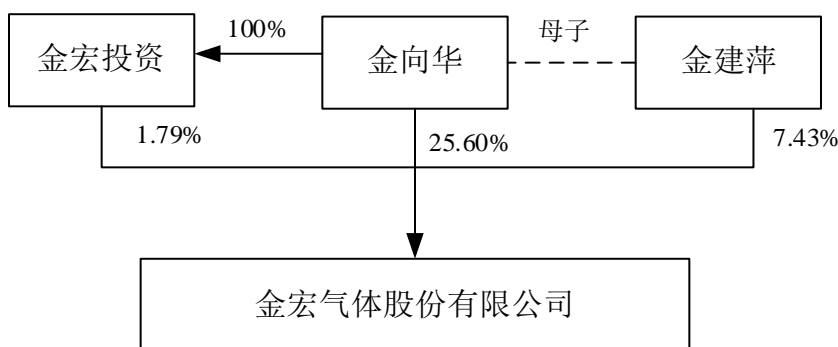 母子
100%
金宏投资
金向华
金建萍
1.79%
25.60%
7.43%
金宏气体股份有限公司